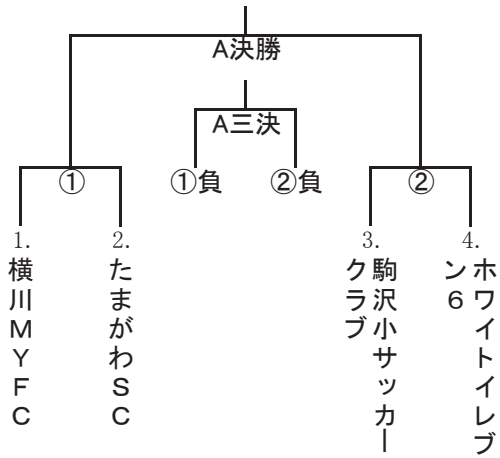 A決勝
A三決
①
①負
②負
②
1.
2.
3.
4.
横川MYFC
たまがわSC
駒沢小サッカー
クラブ
ホワイトイレブ
ン6